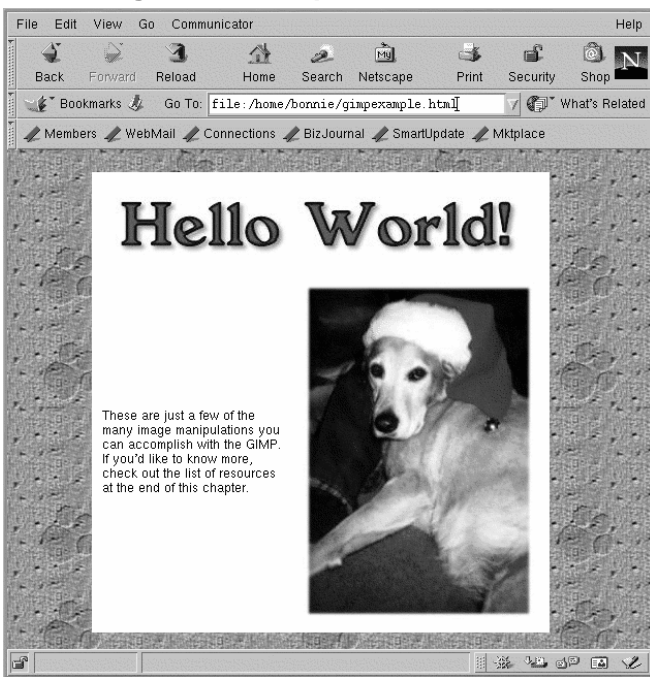 File Edit View Go Communicator Help
My N
Back Forward Reload Home Search Netscape Print Security Shop
Bookmarks Go To: file:/home/bonnie/gimpexample.html What's Related
Members WebMail Connections BizJournal SmartUpdate Mktplace
Hello World!
These are just a few of the
many image manipulations you
can accomplish with the GIMP.
If you'd like to know more,
check out the list of resources
at the end of this chapter.